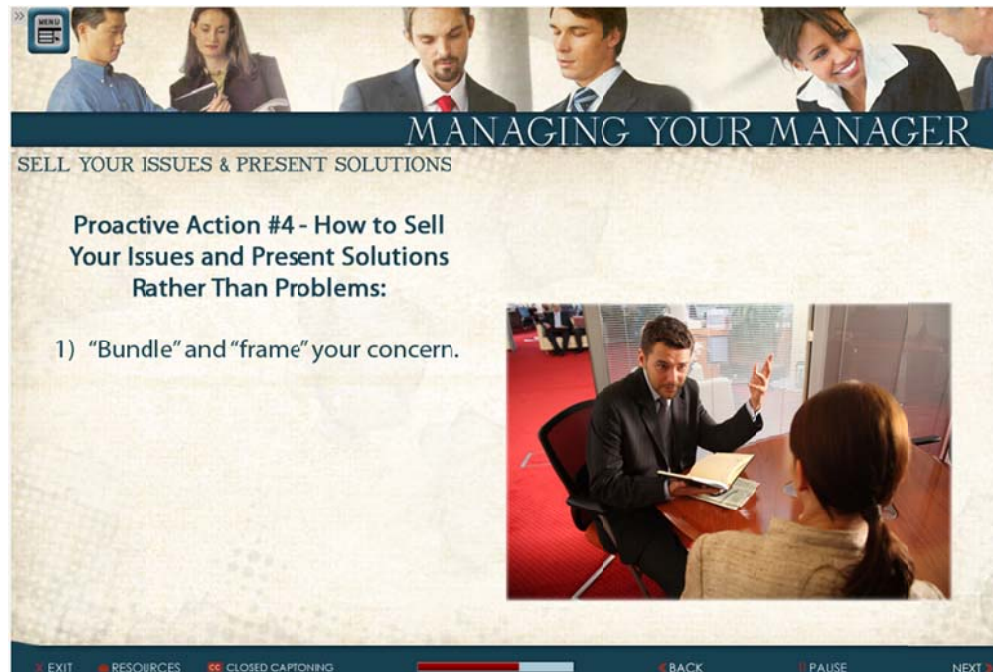 »
MENU
MANAGING YOUR MANAGER
SELL YOUR ISSUES & PRESENT SOLUTIONS
Proactive Action #4 - How to Sell
Your Issues and Present Solutions
Rather Than Problems:
1) “Bundle” and “frame” your concern.
X EXIT RESOURCES CC CLOSED CAPTONING « BACK || PAUSE NEXT »